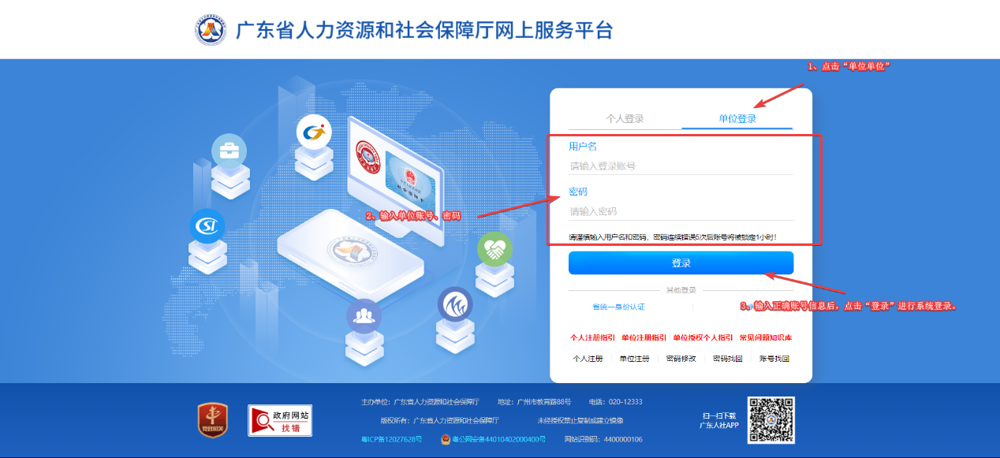 广东省人力资源和社会保障厅网上服务平台
1、点击“单位单位”
个人登录 单位登录
用户名
请输入登录账号
密码
2、输入单位账号、密码
请输入密码
请谨慎输入用户名和密码，密码连续错误5次后账号将被锁定1小时！
登录
其他登录
省统一身份认证
3、输入正确账号信息后，点击“登录”进行系统登录。
个人注册指引 单位注册指引 单位授权个人指引 常见问题知识库
个人注册 单位注册 密码修改 密码找回 账号找回
主办单位：广东省人力资源和社会保障厅 地址：广州市教育路88号 电话：020-12333
版权所有：广东省人力资源和社会保障厅 未经授权禁止复制或建立镜像
粤ICP备12027628号 粤公网安备44010402000400号 网站识别码：4400000106
党政机关
政府网站
找错
扫一扫下载
广东人社APP